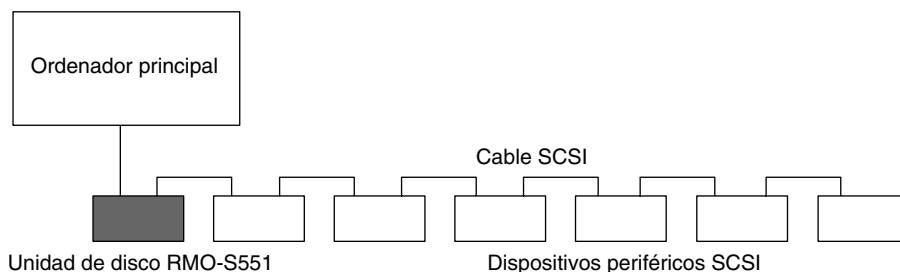 Ordenador principal
Cable SCSI
Unidad de disco RMO-S551
Dispositivos periféricos SCSI